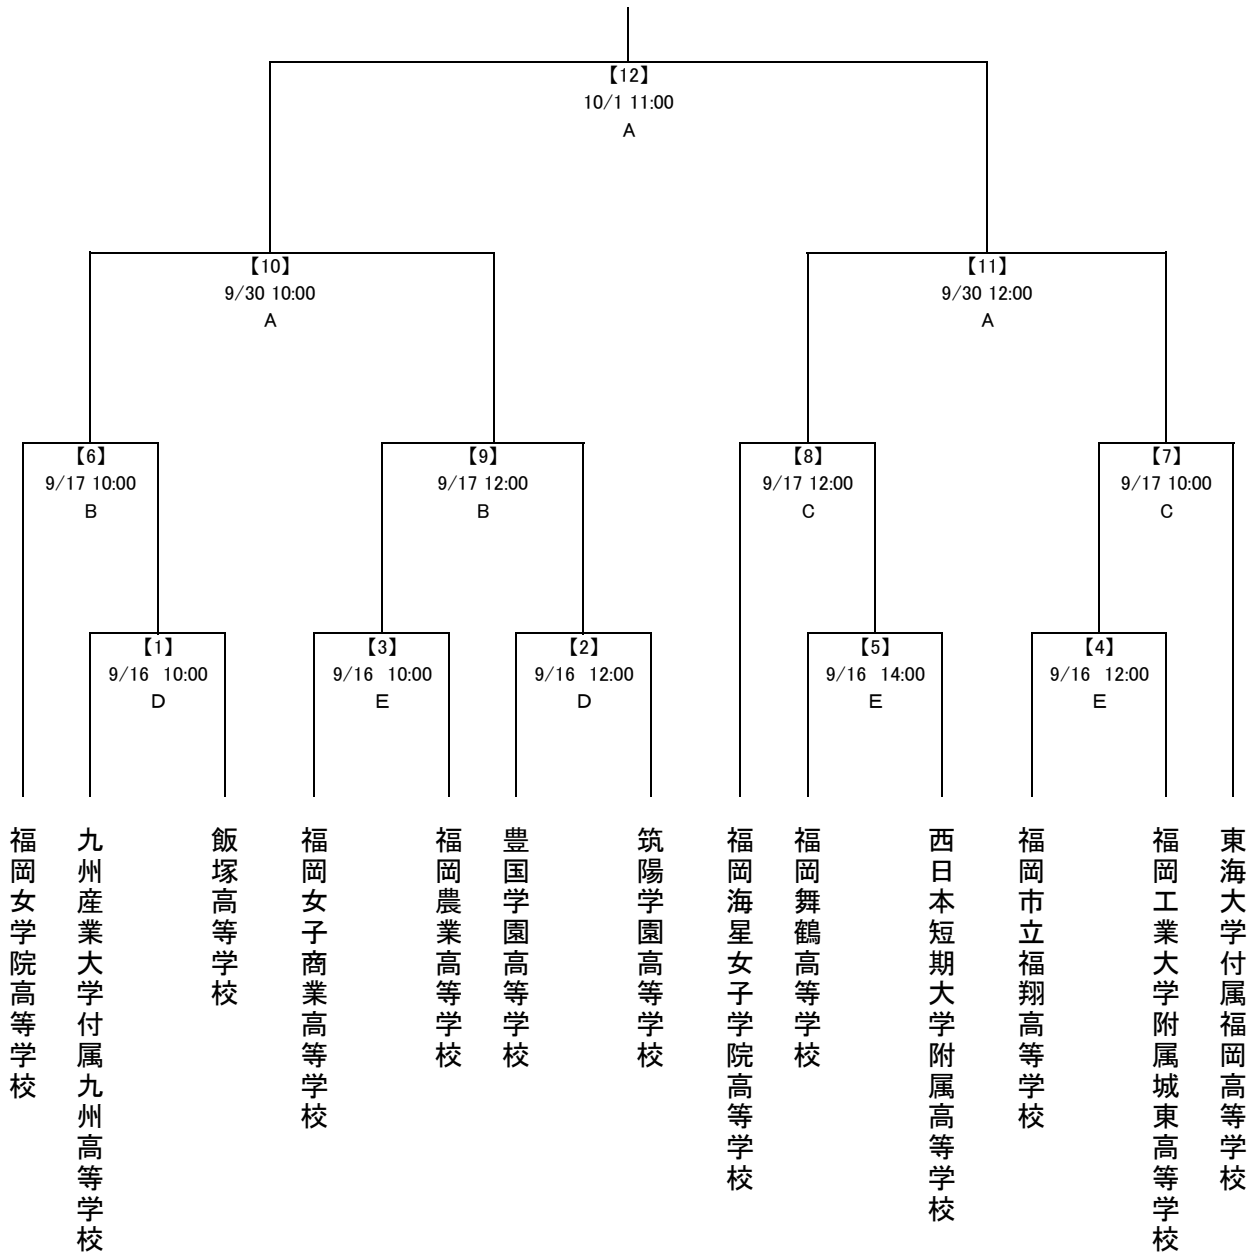 【12】
10/1 11:00
A
【10】
9/30 10:00
A
【11】
9/30 12:00
A
【6】
9/17 10:00
B
【9】
9/17 12:00
B
【8】
9/17 12:00
C
【7】
9/17 10:00
C
【1】
9/16 10:00
D
【3】
9/16 10:00
E
【2】
9/16 12:00
D
【5】
9/16 14:00
E
【4】
9/16 12:00
E
福岡女学院高等学校
九州産業大学付属九州高等学校
飯塚高等学校
福岡女子商業高等学校
福岡農業高等学校
豊国学園高等学校
筑陽学園高等学校
福岡海星女子学院高等学校
福岡舞鶴高等学校
西日本短期大学附属高等学校
福岡市立福翔高等学校
福岡工業大学附属城東高等学校
東海大学付属福岡高等学校